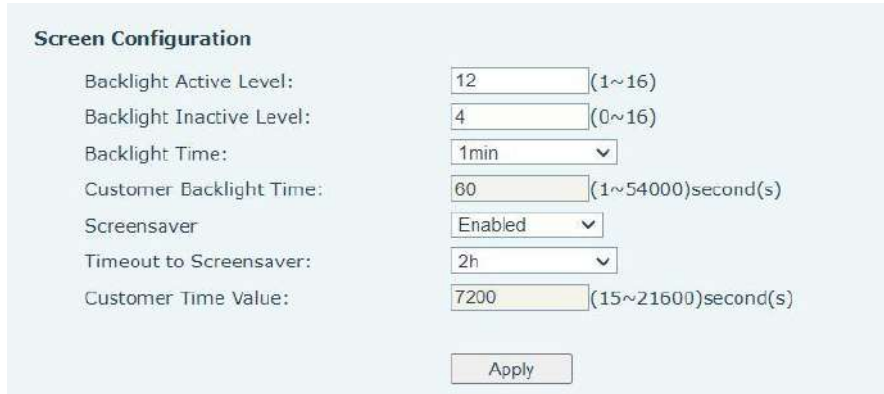 Screen Configuration
Backlight Active Level: 12 (1~16)
Backlight Inactive Level: 4 (0~16)
Backlight Time: 1min
Customer Backlight Time: 60 (1~54000)second(s)
Screensaver Enabled
Timeout to Screensaver: 2h
Customer Time Value: 7200 (15~21600)second(s)
Apply